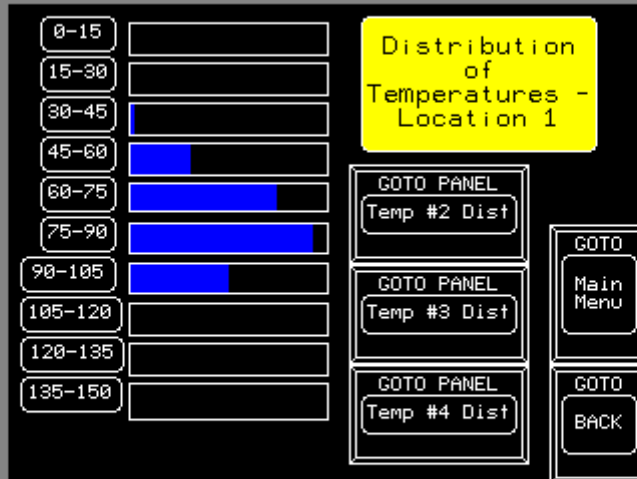 0-15
15-30
30-45
45-60
60-75
75-90
90-105
105-120
120-135
135-150
Distribution
of
Temperatures -
Location 1
GOTO PANEL
Temp #2 Dist
GOTO PANEL
Temp #3 Dist
GOTO PANEL
Temp #4 Dist
GOTO
Main
Menu
GOTO
BACK